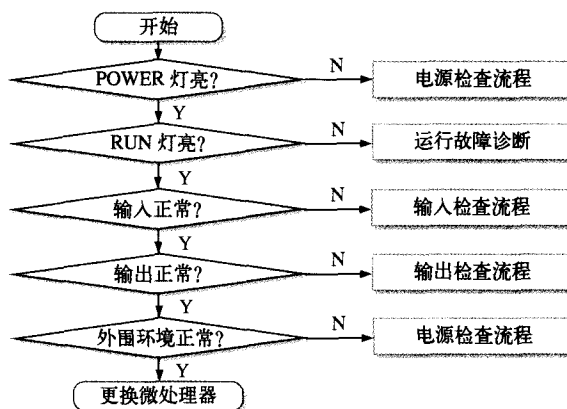 开始
POWER 灯亮?
N
电源检查流程
Y
RUN 灯亮?
N
运行故障诊断
Y
输入正常?
N
输入检查流程
Y
输出正常?
N
输出检查流程
Y
外围环境正常?
N
电源检查流程
Y
更换微处理器